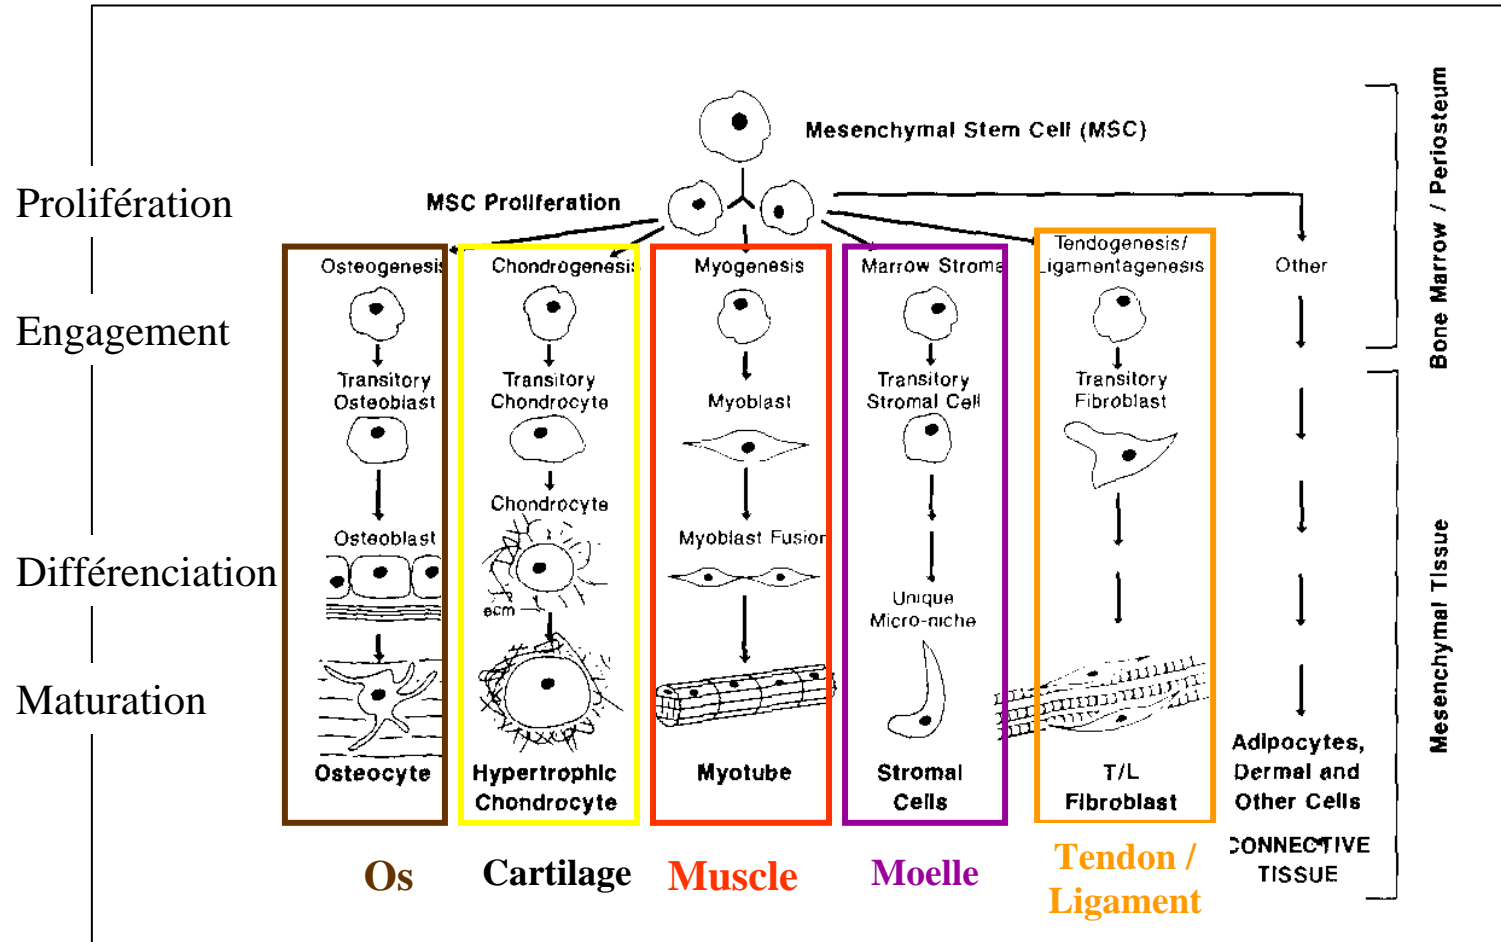 Mesenchymal Stem Cell (MSC)
Prolifération
MSC Proliferation
Osteogenesis
Chondrogenesis
Myogenesis
Marrow Stroma
Tendogenesis/
Ligamentagenesis
Other
Engagement
Transitory
Osteoblast
Transitory
Chondrocyte
Myoblast
Transitory
Stromal Cell
Transitory
Fibroblast
Chondrocyte
Osteoblast
Myoblast Fusion
Différenciation
ecm
Unique
Micro-niche
Maturation
Osteocyte
Hypertrophic
Chondrocyte
Myotube
Stromal
Cells
T/L
Fibroblast
Adipocytes,
Dermal and
Other Cells
CONNECTIVE
TISSUE
Os
Cartilage
Muscle
Moelle
Tendon /
Ligament
Bone Marrow / Periosteum
Mesenchymal Tissue